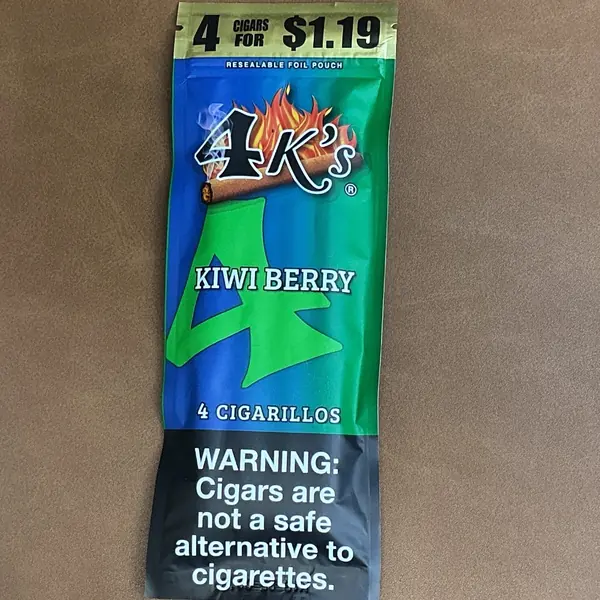 4 CIGARS FOR $1.19
RESEALABLE FOIL POUCH
4K's®
KIWI BERRY
4 CIGARILLOS
WARNING:
Cigars are
not a safe
alternative to
cigarettes.